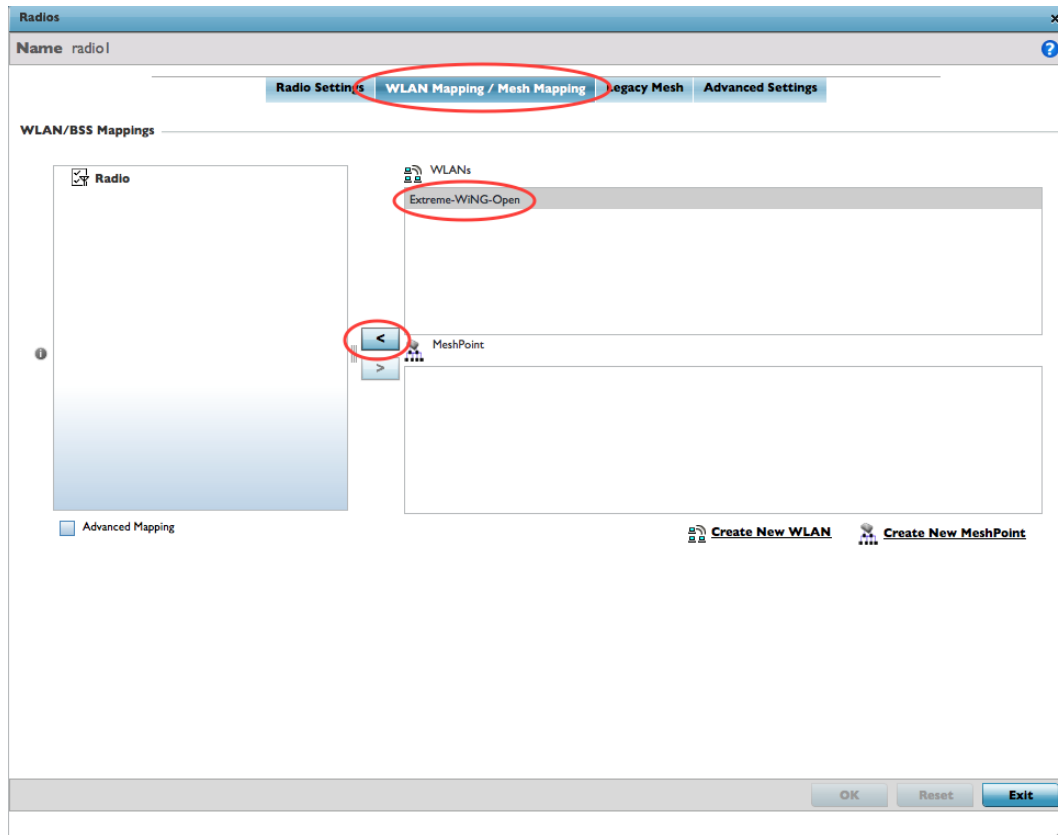 Radios
×
Name radio1
?
Radio Settings WLAN Mapping / Mesh Mapping Legacy Mesh Advanced Settings
WLAN/BSS Mappings
Radio
WLANs
Extreme-WiNG-Open
<
MeshPoint
>
Advanced Mapping
Create New WLAN Create New MeshPoint
OK Reset Exit